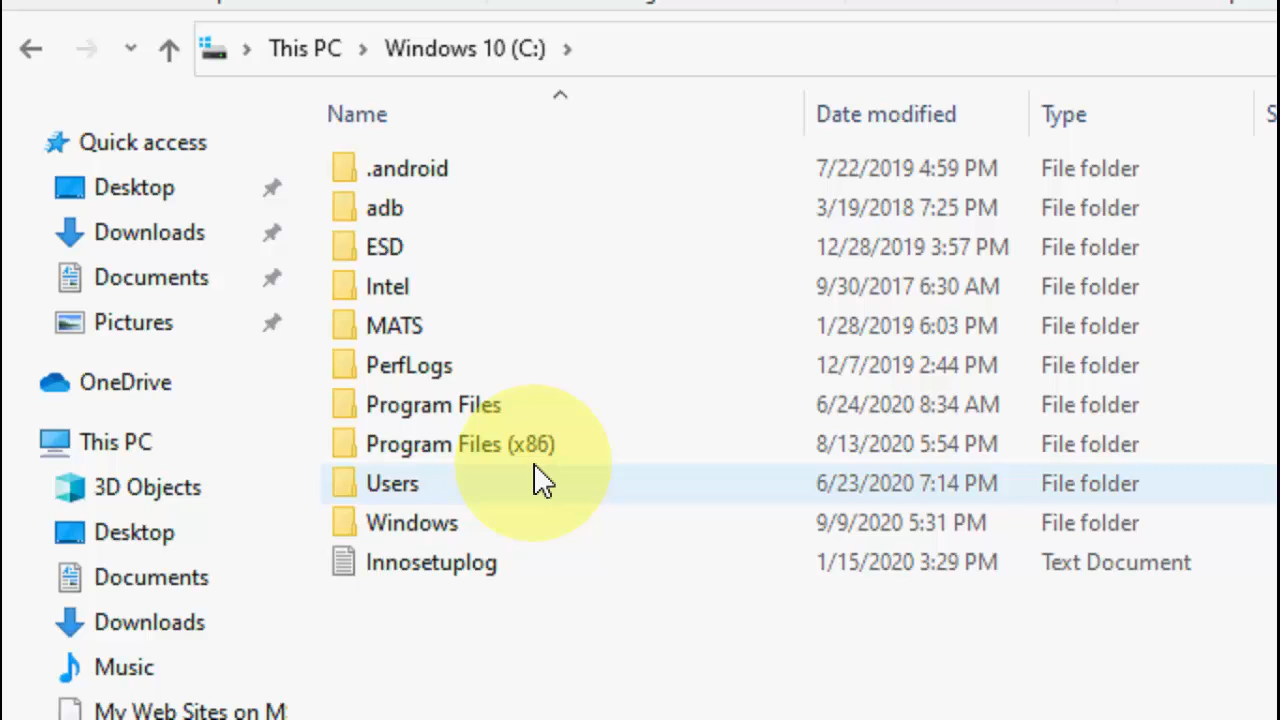 This PC > Windows 10 (C:) >
Name Date modified Type
Quick access
Desktop
Downloads
Documents
Pictures
OneDrive
This PC
3D Objects
Desktop
Documents
Downloads
Music
My Web Sites on M
.android 7/22/2019 4:59 PM File folder
adb 3/19/2018 7:25 PM File folder
ESD 12/28/2019 3:57 PM File folder
Intel 9/30/2017 6:30 AM File folder
MATS 1/28/2019 6:03 PM File folder
PerfLogs 12/7/2019 2:44 PM File folder
Program Files 6/24/2020 8:34 AM File folder
Program Files (x86) 8/13/2020 5:54 PM File folder
Users 6/23/2020 7:14 PM File folder
Windows 9/9/2020 5:31 PM File folder
Innosetuplog 1/15/2020 3:29 PM Text Document